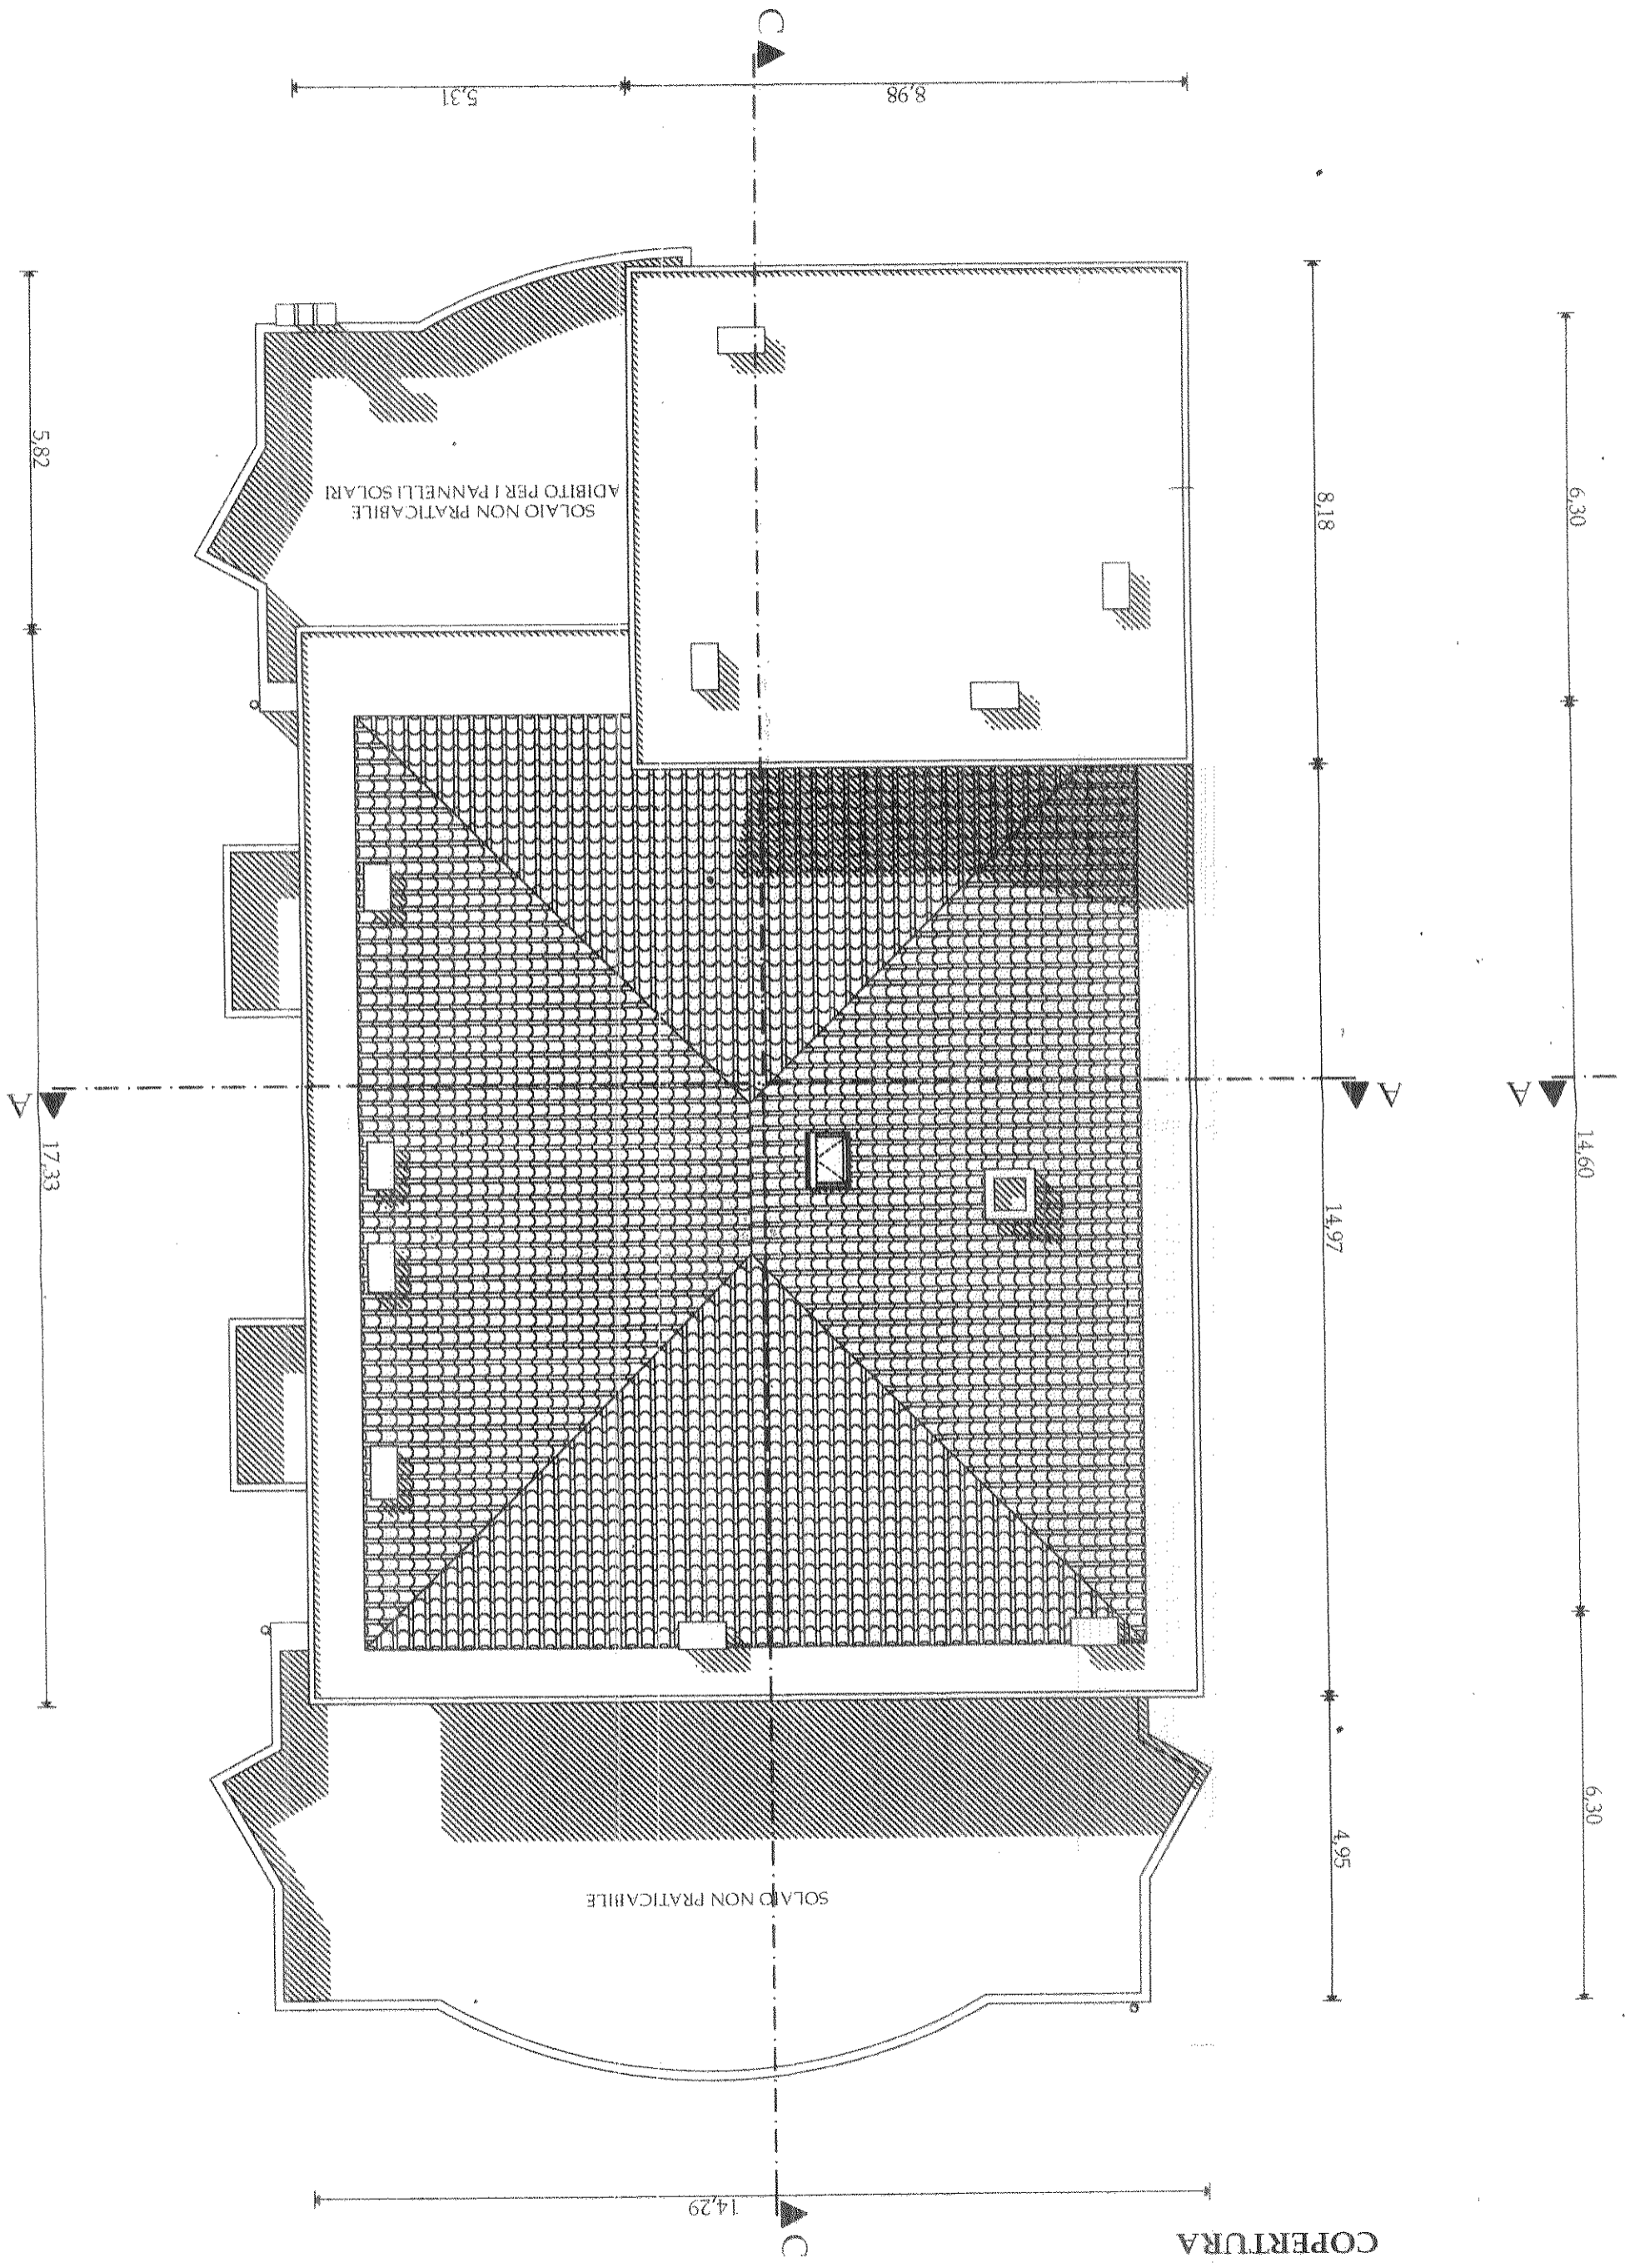 COPERTURA
C
14,29
SOLAIO NON PRATICABILE
6,30
4,95
14,60
14,97
17,33
A
A
A
SOLAIO NON PRATICABILE
ADIBITO PER I PANNELLI SOLARI
6,30
8,18
5,82
8,98
5,31
C